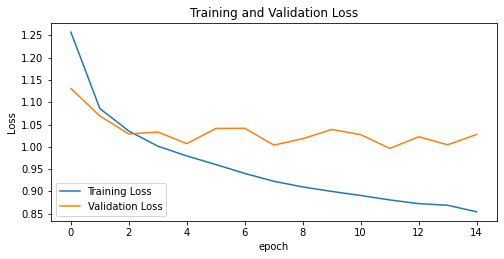 Training and Validation Loss
Loss
1.25
1.20
1.15
1.10
1.05
1.00
0.95
0.90
0.85
Training Loss
Validation Loss
0 2 4 6 8 10 12 14
epoch